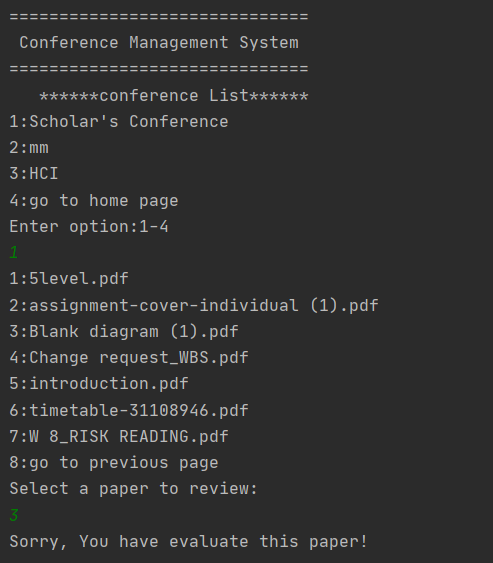 ==============================
Conference Management System
==============================
******conference List******
1:Scholar's Conference
2:mm
3:HCI
4:go to home page
Enter option:1-4
1
1:5level.pdf
2:assignment-cover-individual (1).pdf
3:Blank diagram (1).pdf
4:Change request_WBS.pdf
5:introduction.pdf
6:timetable-31108946.pdf
7:W 8_RISK READING.pdf
8:go to previous page
Select a paper to review:
3
Sorry, You have evaluate this paper!